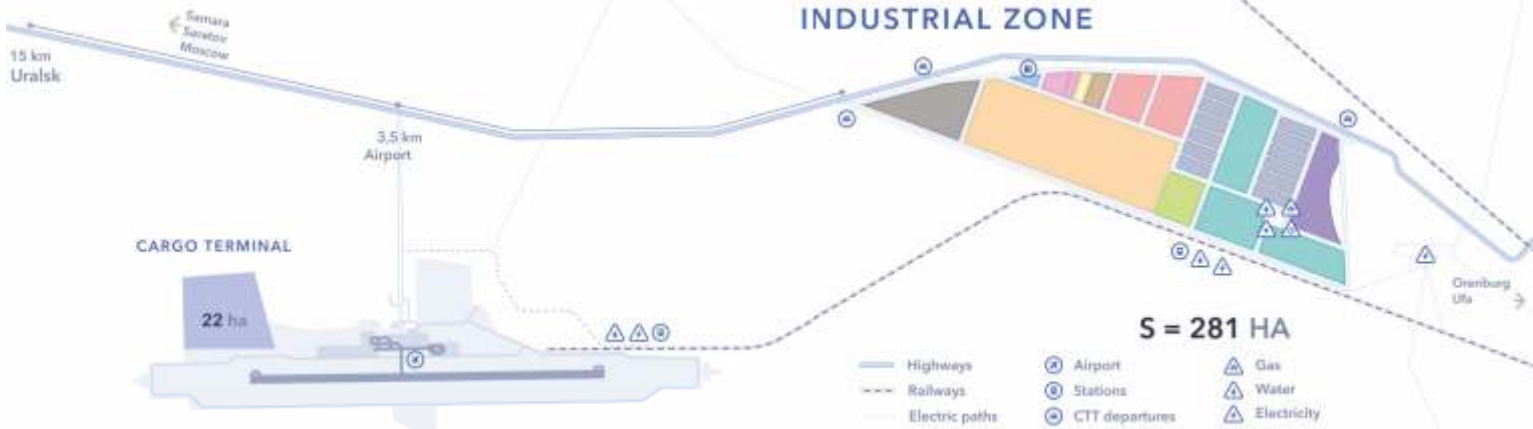 INDUSTRIAL ZONE
Samara
Saratov
Moscow
15 km
Uralsk
3,5 km
Airport
CARGO TERMINAL
22 ha
Orenburg
Ufa
S = 281 HA
Highways
Railways
Electric paths
Airport
Stations
CTT departures
Gas
Water
Electricity